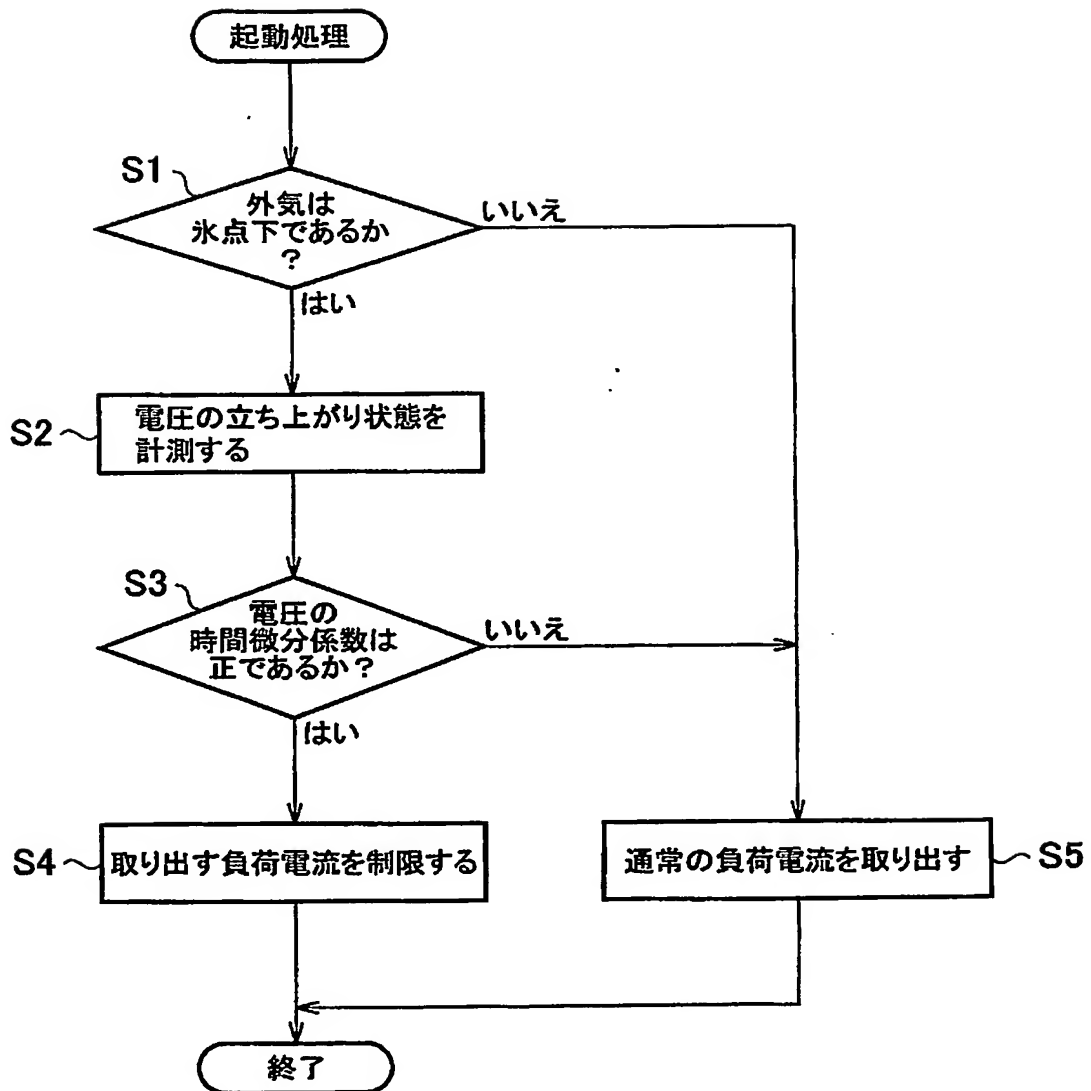 起動処理
S1
外気は
氷点下であるか
?
いいえ
はい
S2
電圧の立ち上がり状態を
計測する
S3
電圧の
時間微分係数は
正であるか?
いいえ
はい
S4
取り出す負荷電流を制限する
通常の負荷電流を取り出す
S5
終了